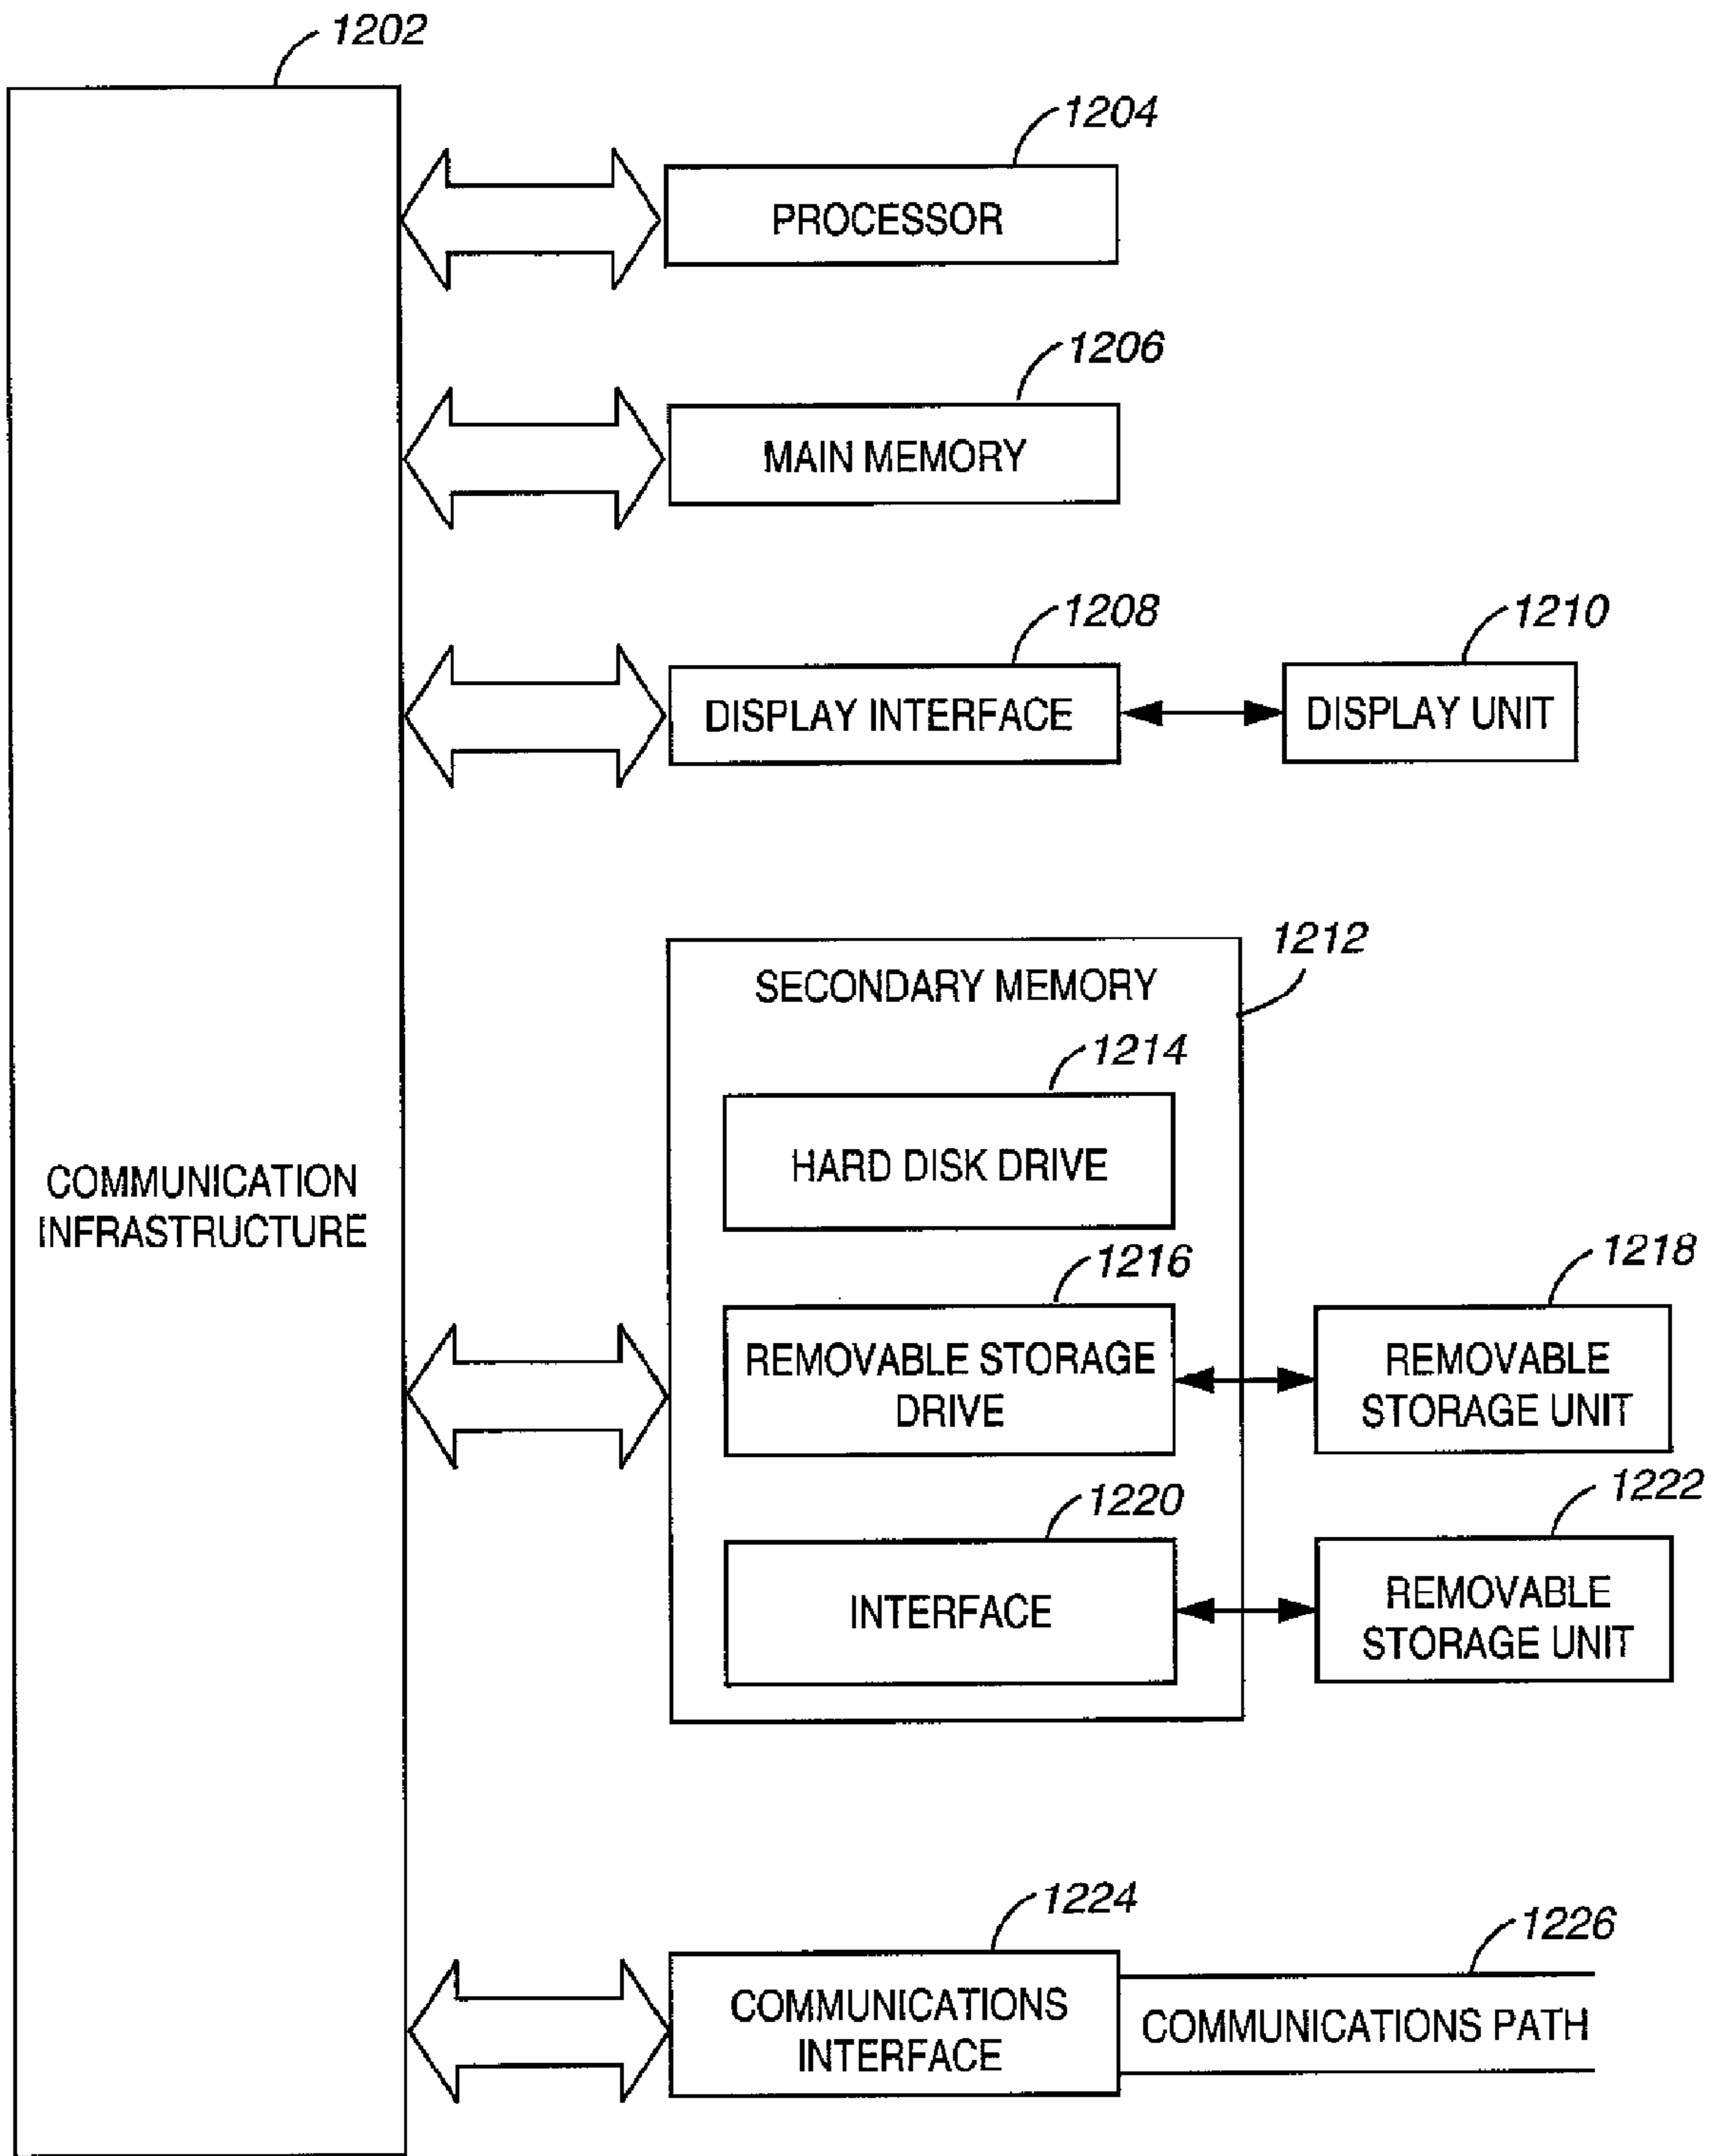 1202
1204
PROCESSOR
1206
MAIN MEMORY
1208
DISPLAY INTERFACE
1210
DISPLAY UNIT
1212
SECONDARY MEMORY
1214
HARD DISK DRIVE
COMMUNICATION
INFRASTRUCTURE
1216
REMOVABLE STORAGE
DRIVE
1218
REMOVABLE
STORAGE UNIT
1220
INTERFACE
1222
REMOVABLE
STORAGE UNIT
1224
COMMUNICATIONS
INTERFACE
1226
COMMUNICATIONS PATH